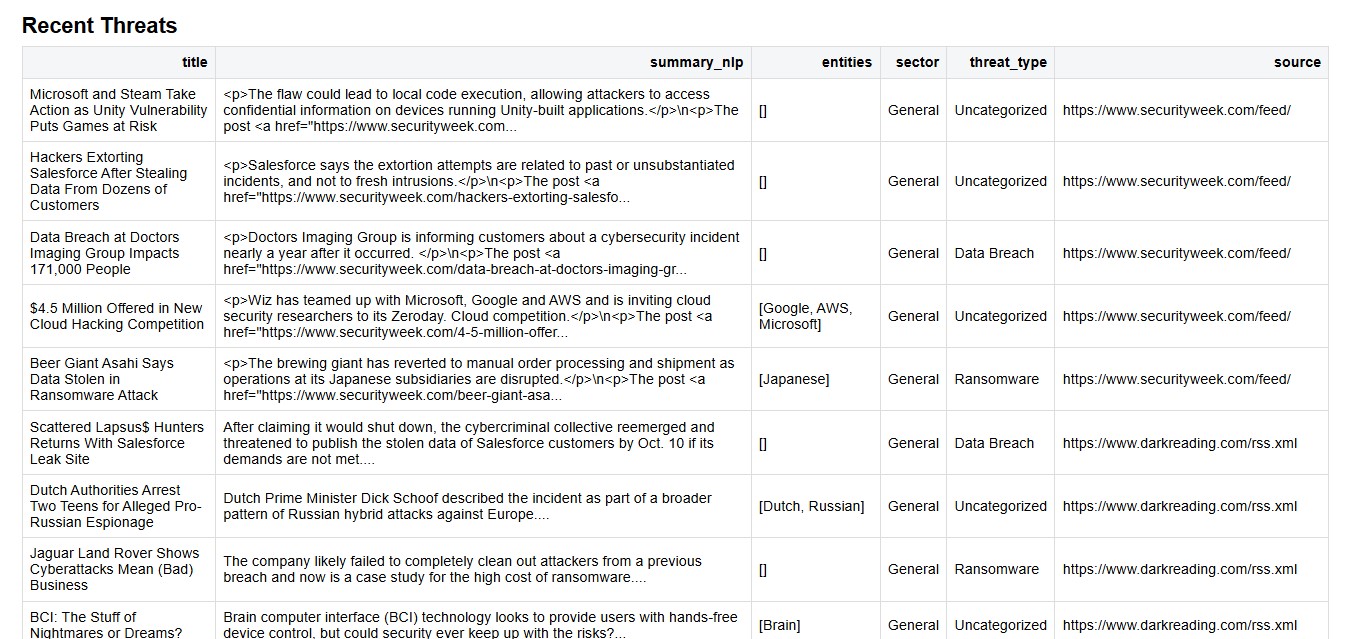 Recent Threats
title summary_nlp entities sector threat_type source
Microsoft and Steam Take
Action as Unity Vulnerability
Puts Games at Risk
<p>The flaw could lead to local code execution, allowing attackers to access
confidential information on devices running Unity-built applications.</p>\n<p>The
post <a href="https://www.securityweek.com...
[]
General
Uncategorized
https://www.securityweek.com/feed/
Hackers Extorting
Salesforce After Stealing
Data From Dozens of
Customers
<p>Salesforce says the extortion attempts are related to past or unsubstantiated
incidents, and not to fresh intrusions.</p>\n<p>The post <a
href="https://www.securityweek.com/hackers-extorting-salesfo...
[]
General
Uncategorized
https://www.securityweek.com/feed/
Data Breach at Doctors
Imaging Group Impacts
171,000 People
<p>Doctors Imaging Group is informing customers about a cybersecurity incident
nearly a year after it occurred. </p>\n<p>The post <a
href="https://www.securityweek.com/data-breach-at-doctors-imaging-gr...
[]
General
Data Breach
https://www.securityweek.com/feed/
$4.5 Million Offered in New
Cloud Hacking Competition
<p>Wiz has teamed up with Microsoft, Google and AWS and is inviting cloud
security researchers to its Zeroday. Cloud competition.</p>\n<p>The post <a
href="https://www.securityweek.com/4-5-million-offer...
[Google, AWS,
Microsoft]
General
Uncategorized
https://www.securityweek.com/feed/
Beer Giant Asahi Says
Data Stolen in
Ransomware Attack
<p>The brewing giant has reverted to manual order processing and shipment as
operations at its Japanese subsidiaries are disrupted.</p>\n<p>The post <a
href="https://www.securityweek.com/beer-giant-asa...
[Japanese]
General
Ransomware
https://www.securityweek.com/feed/
Scattered Lapsus$ Hunters
Returns With Salesforce
Leak Site
After claiming it would shut down, the cybercriminal collective reemerged and
threatened to publish the stolen data of Salesforce customers by Oct. 10 if its
demands are not met....
[]
General
Data Breach
https://www.darkreading.com/rss.xml
Dutch Authorities Arrest
Two Teens for Alleged Pro-
Russian Espionage
Dutch Prime Minister Dick Schoof described the incident as part of a broader
pattern of Russian hybrid attacks against Europe....
[Dutch, Russian]
General
Uncategorized
https://www.darkreading.com/rss.xml
Jaguar Land Rover Shows
Cyberattacks Mean (Bad)
Business
The company likely failed to completely clean out attackers from a previous
breach and now is a case study for the high cost of ransomware....
[]
General
Ransomware
https://www.darkreading.com/rss.xml
BCI: The Stuff of
Nightmares or Dreams?
Brain computer interface (BCI) technology looks to provide users with hands-free
device control, but could security ever keep up with the risks?...
[Brain]
General
Uncategorized
https://www.darkreading.com/rss.xml